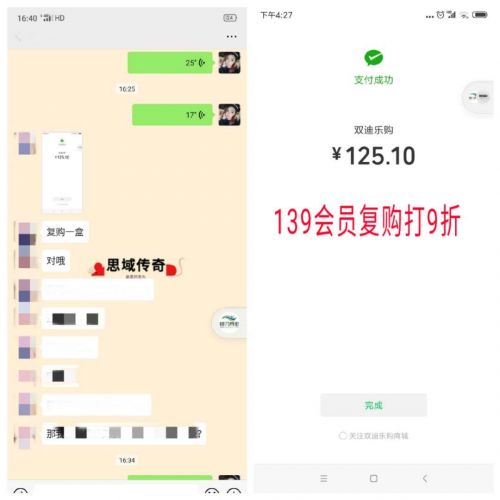 16:40
HD
25"
16:25
17"
¥125.10
复购一盒
对哦
思域传奇
那
?
16:34
下午4:27
支付成功
双迪乐购
¥125.10
139会员复购打9折
完成
关注双迪乐购商城